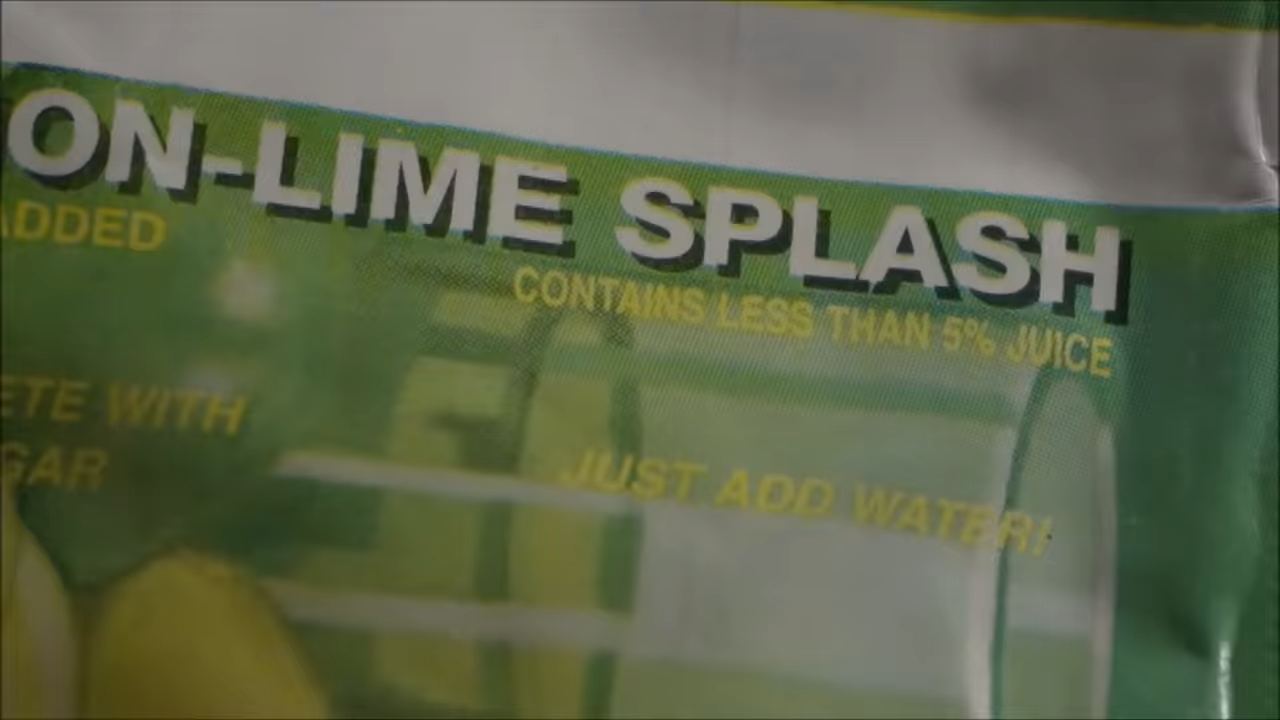 ON-LIME SPLASH
ADDED
CONTAINS LESS THAN 5% JUICE
ETE WITH
GAR
JUST ADD WATER!